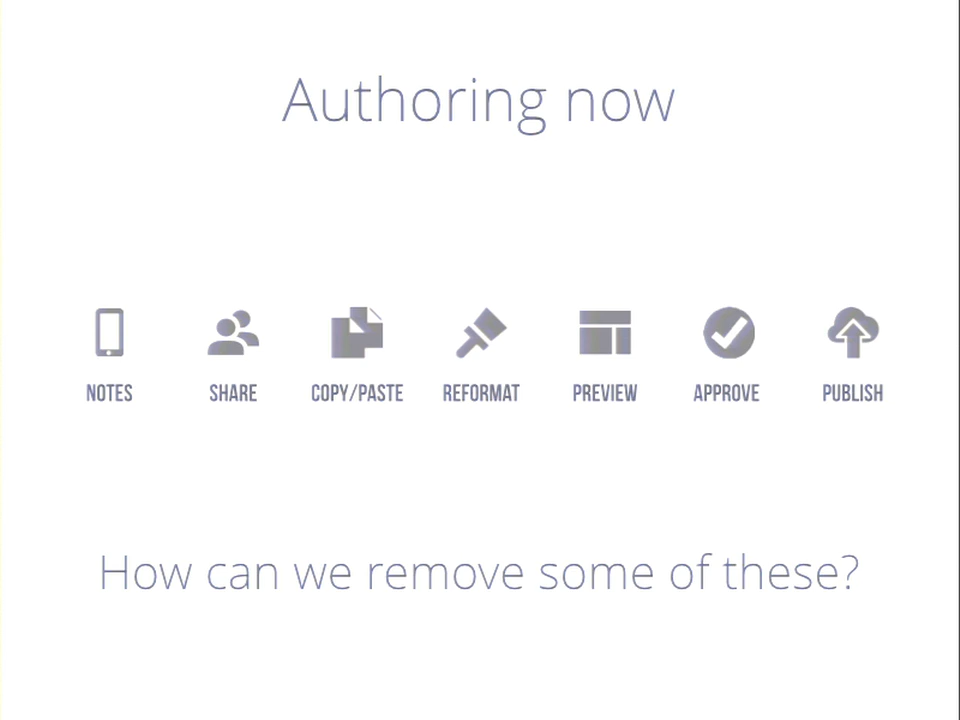 Authoring now
NOTES SHARE COPY/PASTE REFORMAT PREVIEW APPROVE PUBLISH
How can we remove some of these?